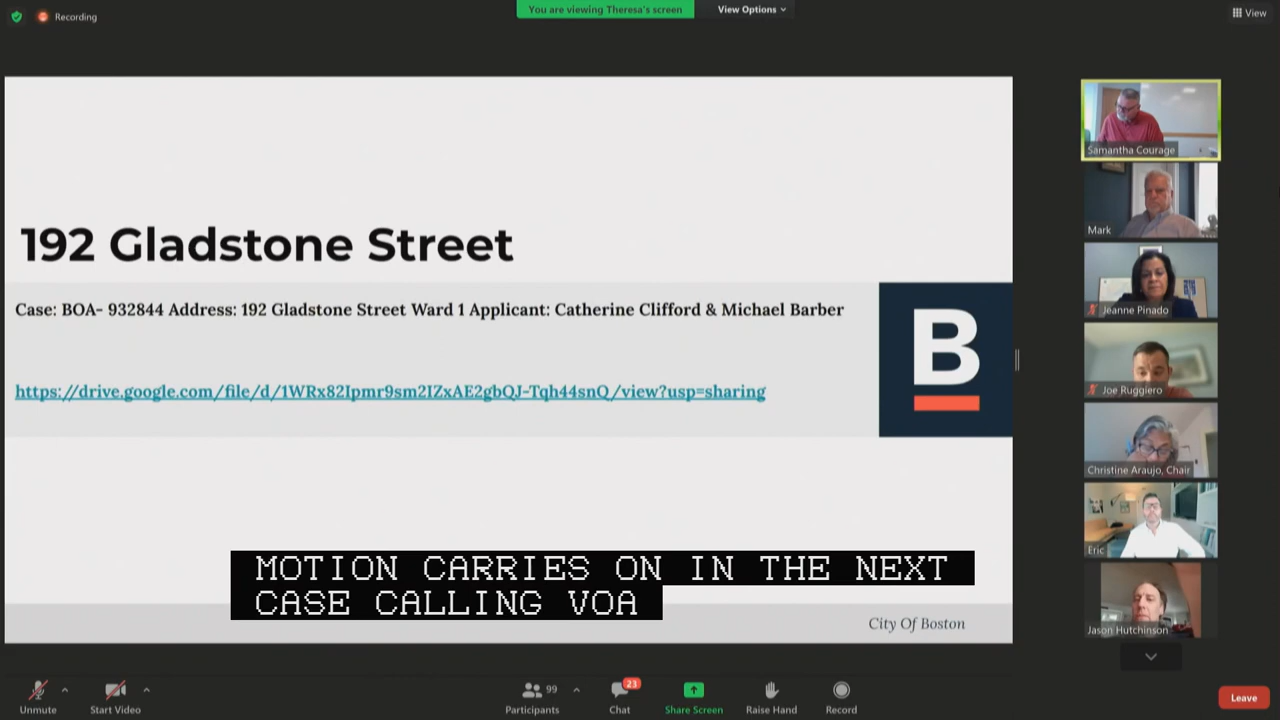 Recording
You are viewing Theresa's screen
View Options
View
192 Gladstone Street
Case: BOA- 932844 Address: 192 Gladstone Street Ward 1 Applicant: Catherine Clifford & Michael Barber
https://drive.google.com/file/d/1WRx82Ipmr9sm2IZxAE2gbQJ-Tqh44snQ/view?usp=sharing
B
MOTION CARRIES ON IN THE NEXT
CASE CALLING VOA
City Of Boston
Samantha Courage
Mark
Jeanne Pinado
Joe Ruggiero
Christine Araujo, Chair
Eric
Jason Hutchinson
Unmute
Start Video
99
Participants
23
Chat
Share Screen
Raise Hand
Record
Leave